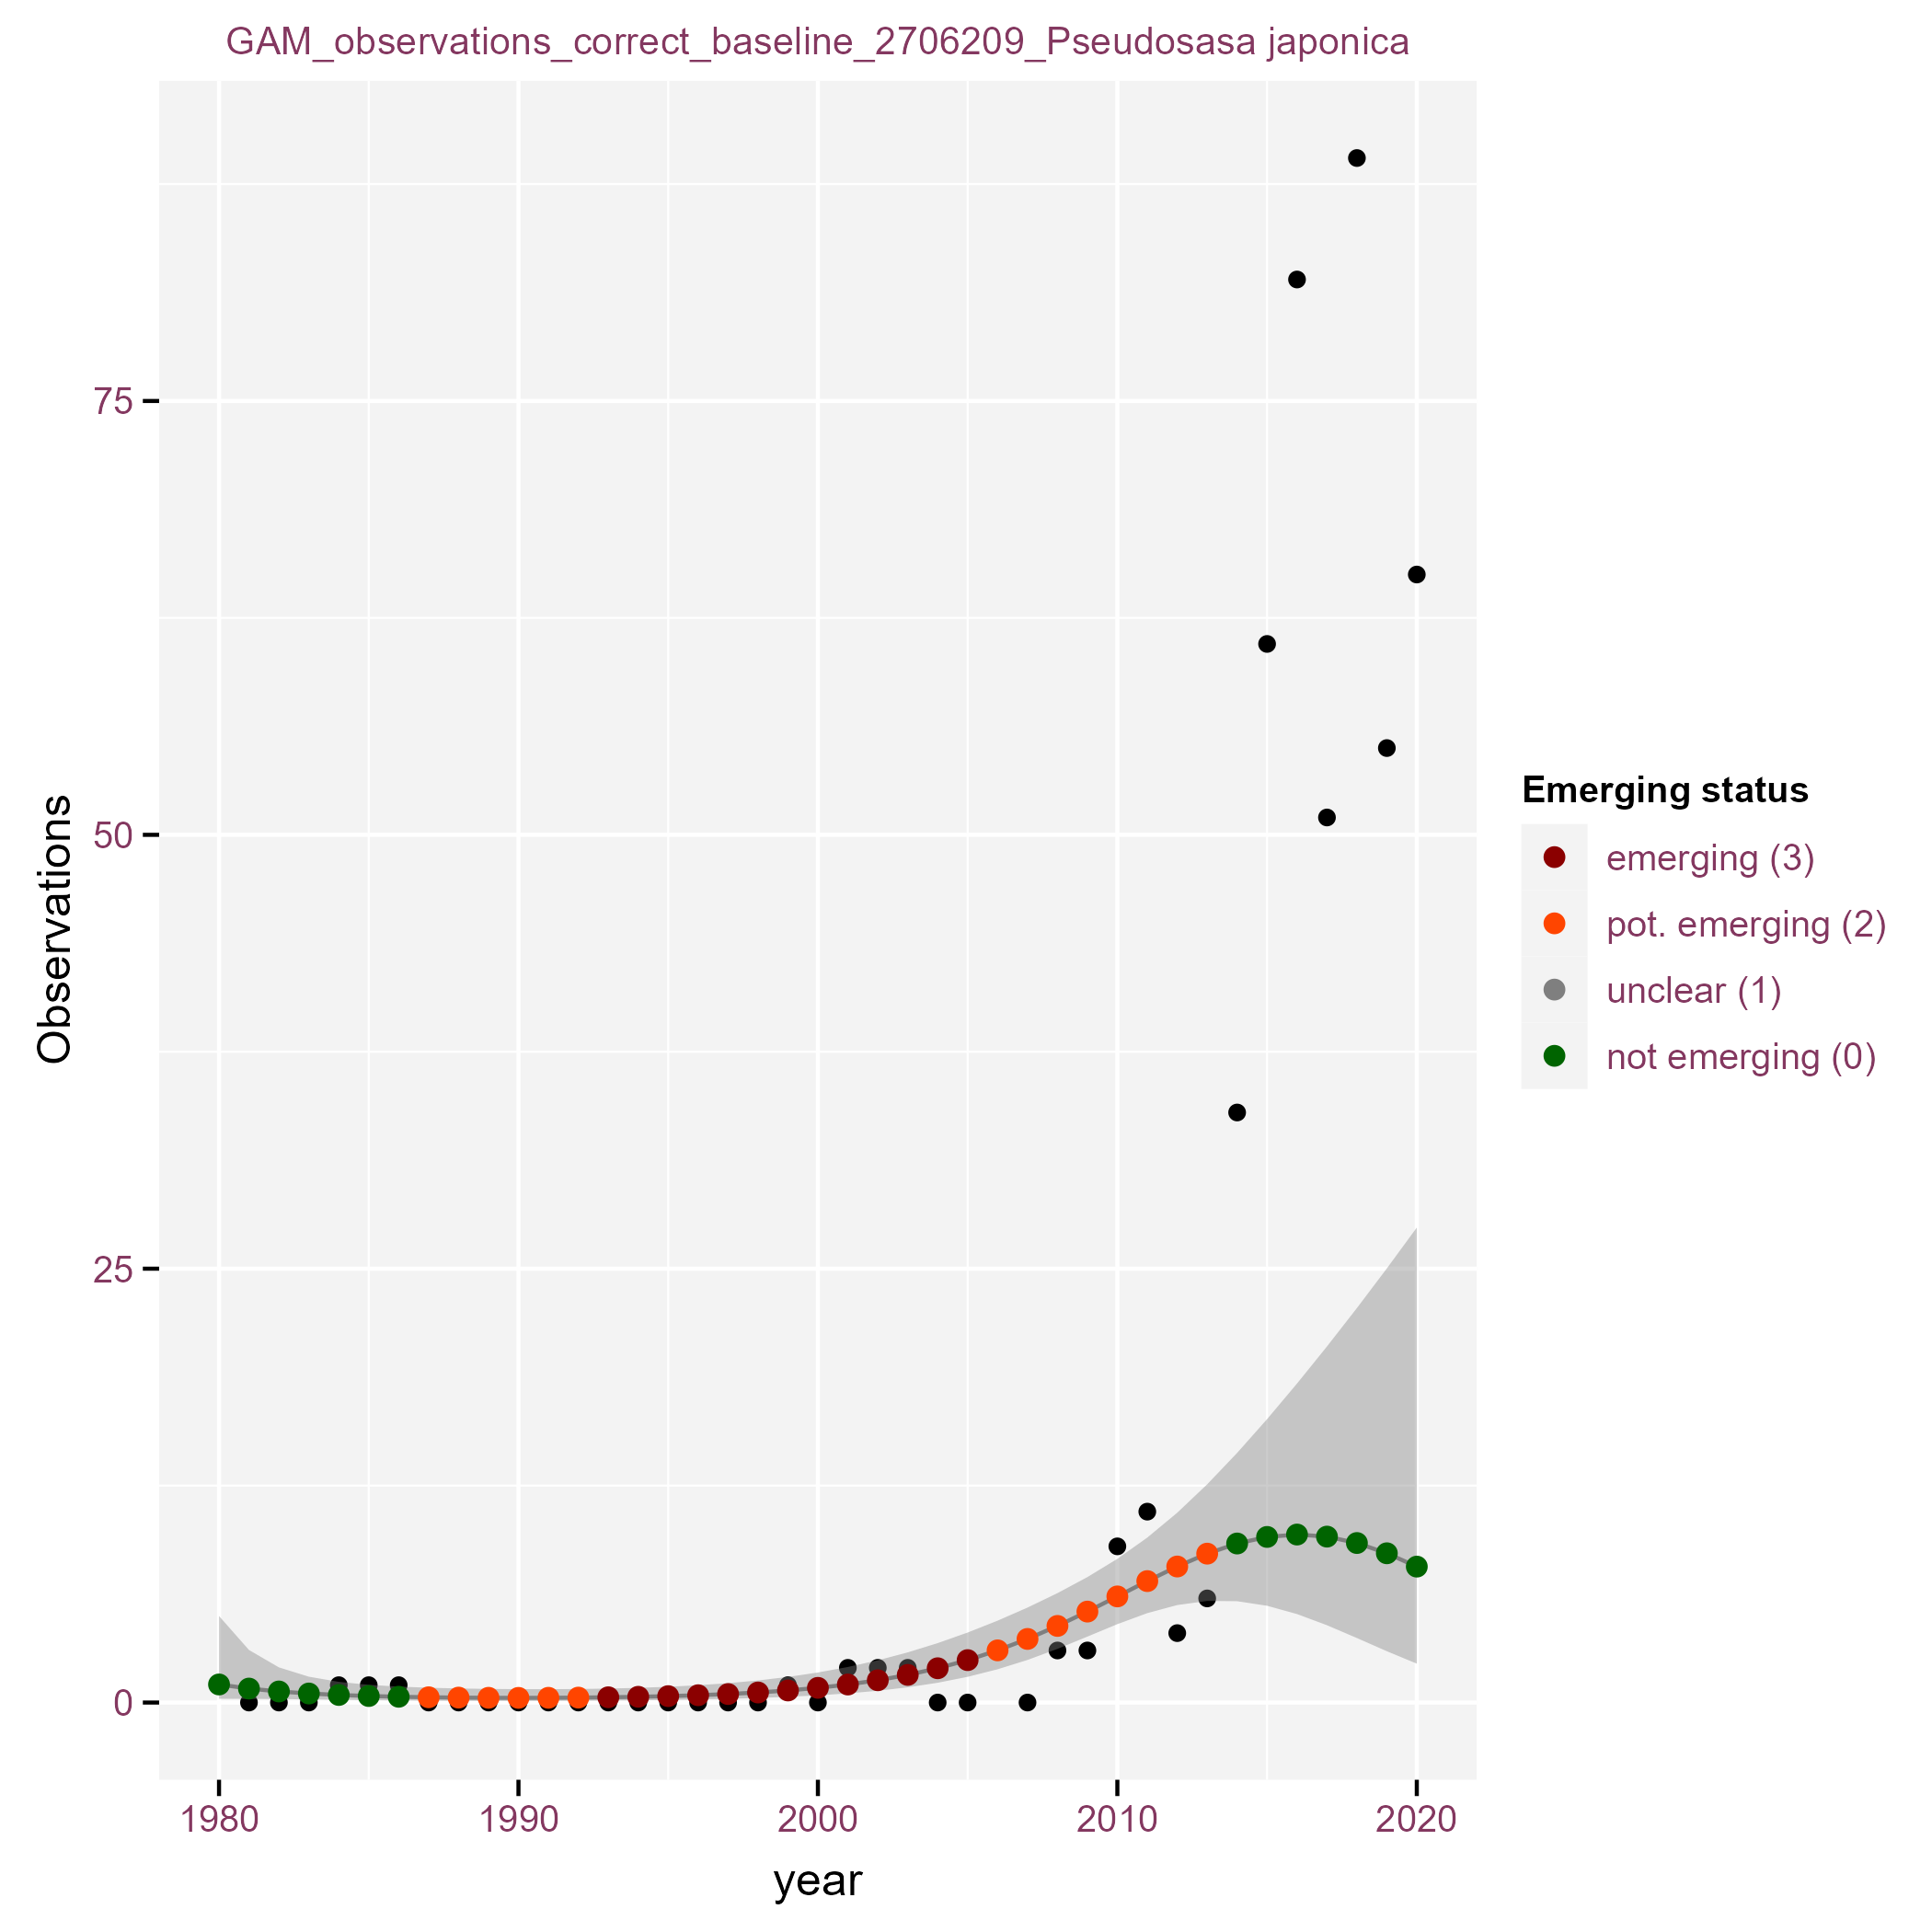 GAM_observations_correct_baseline_2706209_Pseudosasa japonica
75
50
25
0
Observations
1980 1990 2000 2010 2020
year
Emerging status
emerging (3)
pot. emerging (2)
unclear (1)
not emerging (0)